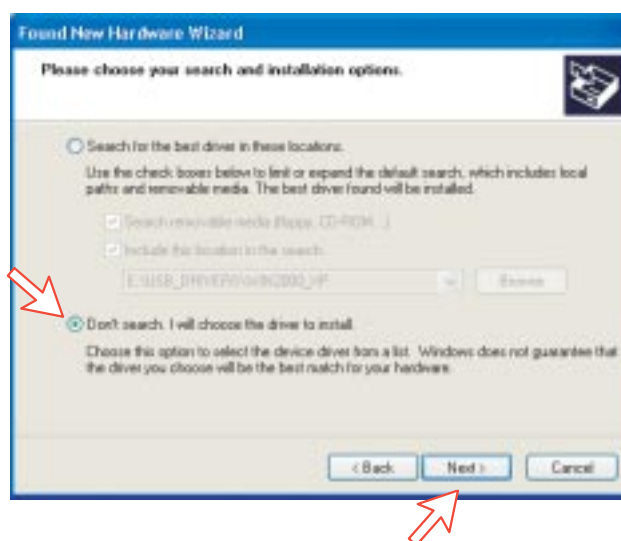 Found New Hardware Wizard
Please choose your search and installation options.
Search for the best driver in these locations.
Use the check boxes below to limit or expand the default search, which includes local
paths and removable media. The best driver found will be installed.
Search removable media (floppy, CD-ROM...)
Include this location in the search:
Browse
Don't search. I will choose the driver to install.
Choose this option to select the device driver from a list. Windows does not guarantee that
the driver you choose will be the best match for your hardware.
< Back
Next >
Cancel